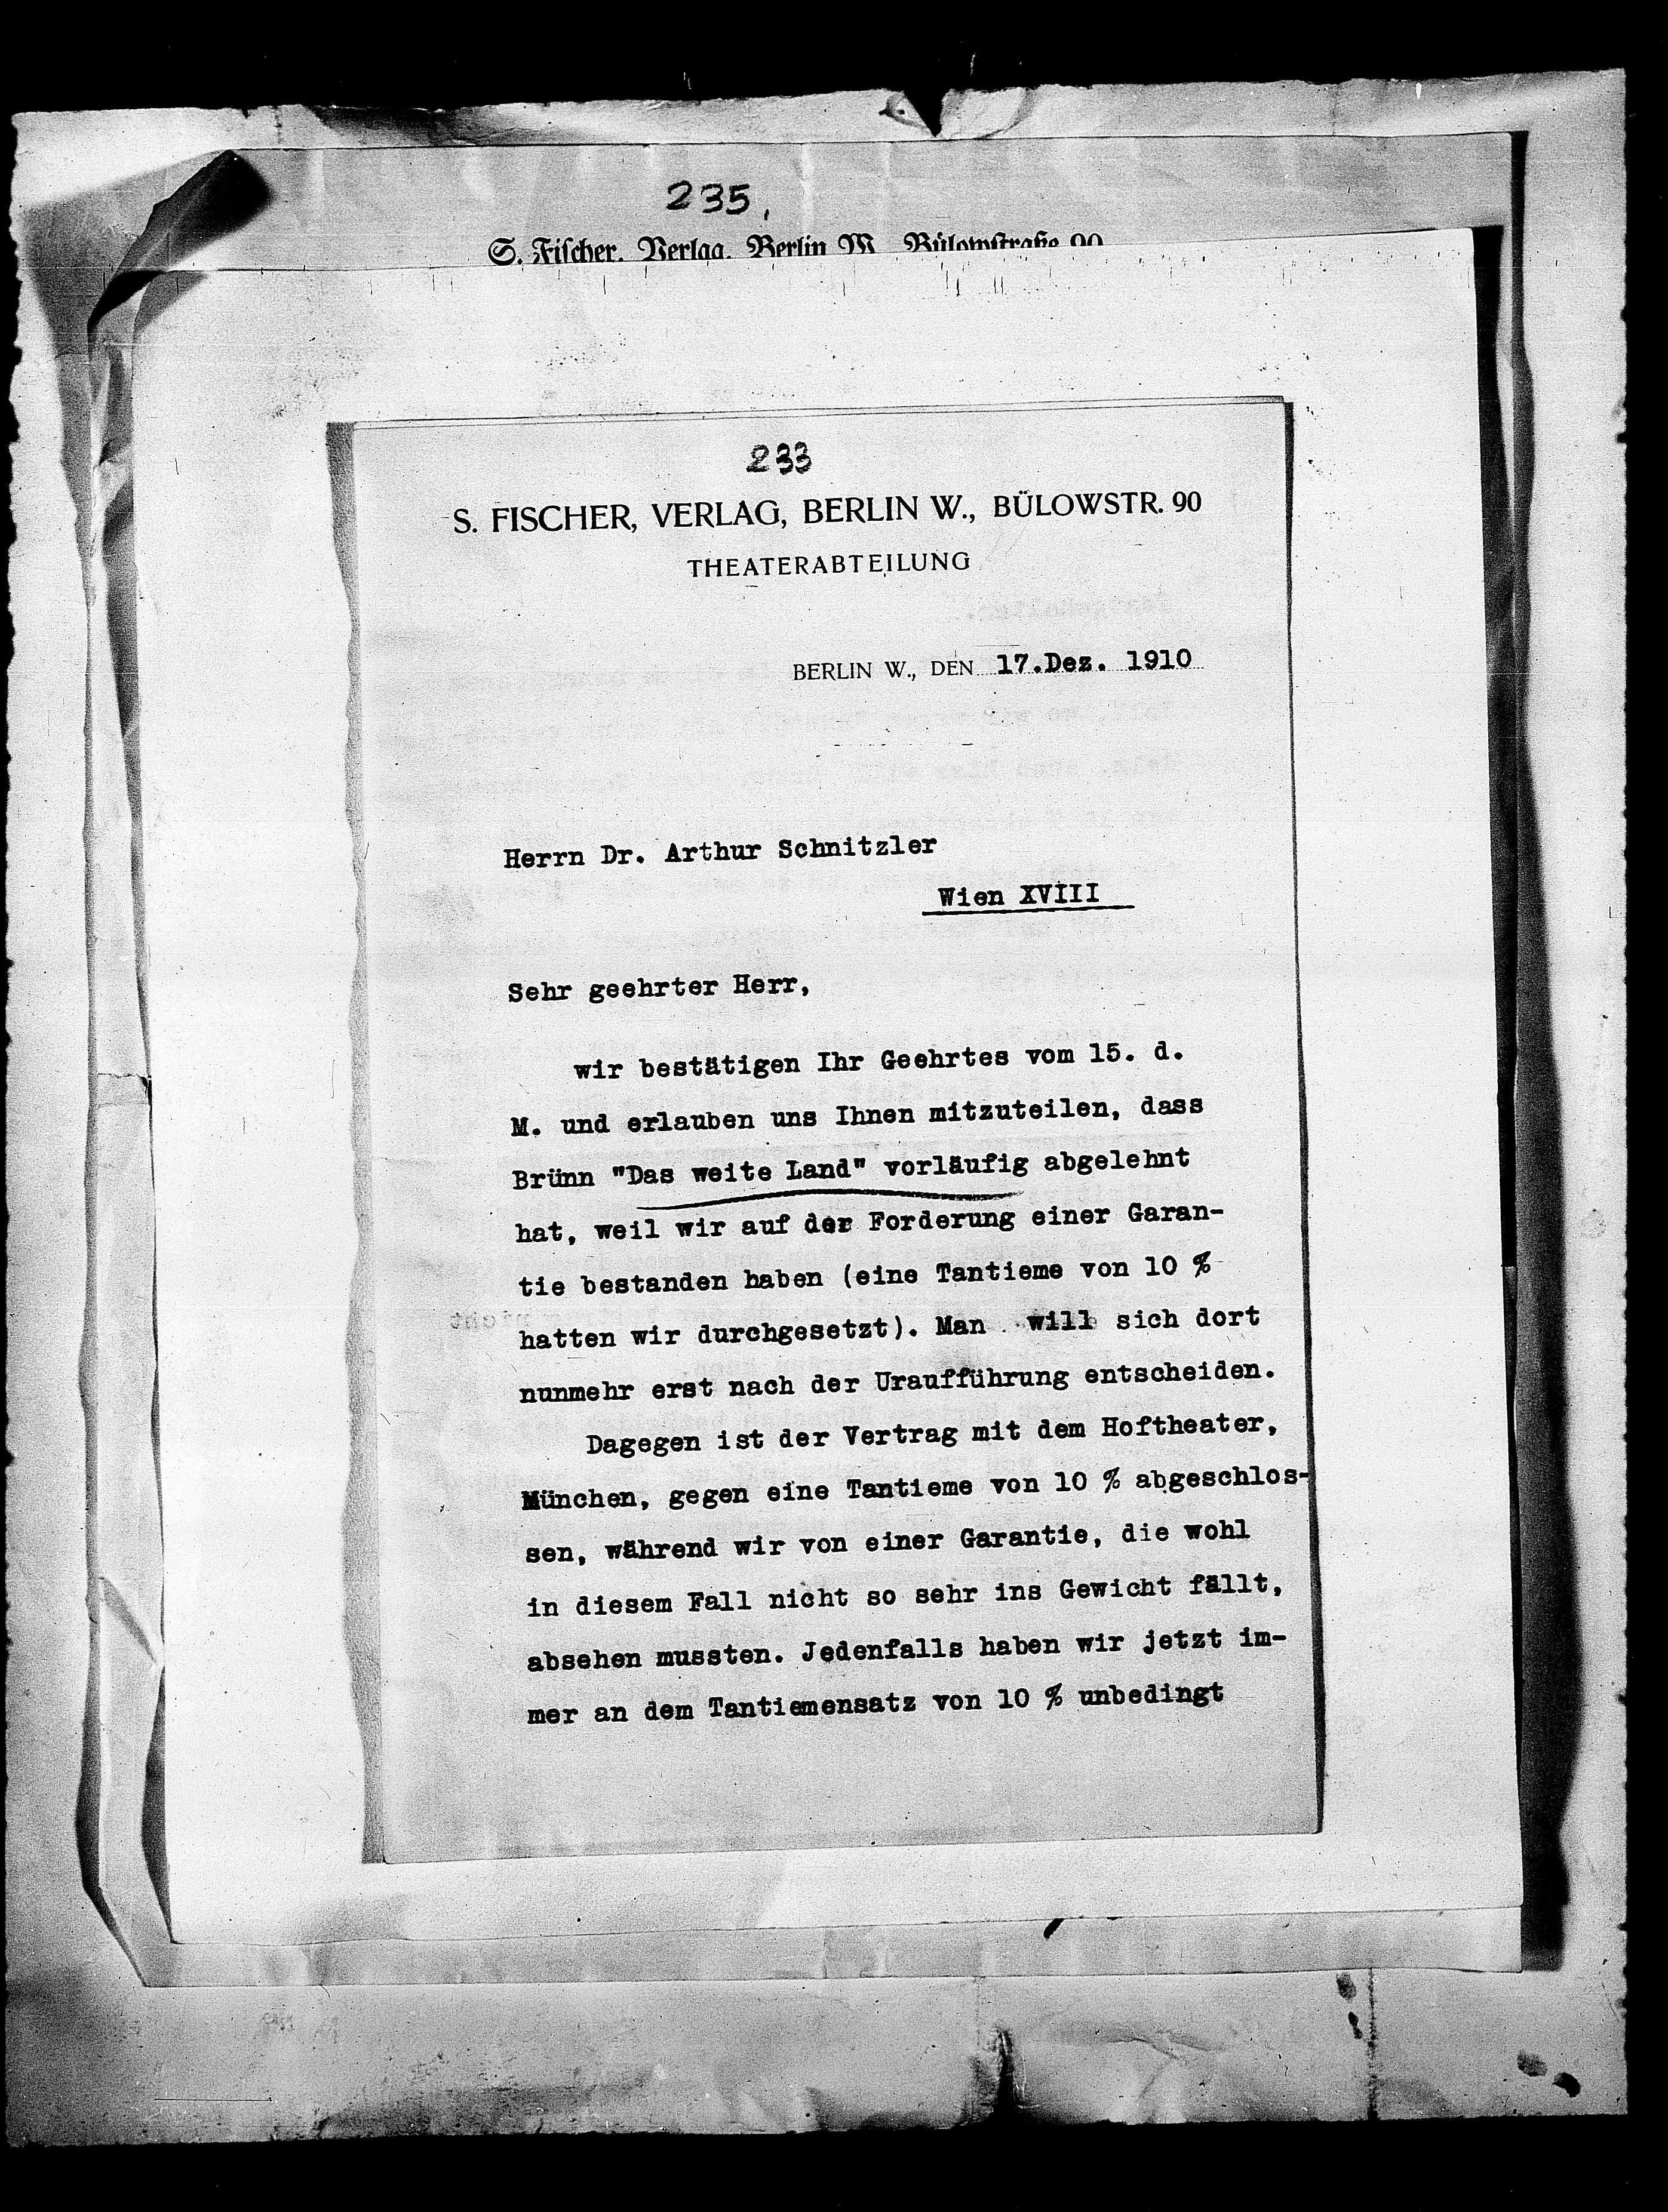 235.
S. Fischer, Verlag, Berlin W Bülowstraße 90
233
S. FISCHER, VERLAG, BERLIN W., BÜLOWSTR. 90
THEATERABTEILUNG
BERLIN W., DEN 17.Dez. 1910
Herrn Dr. Arthur Schnitzler
Wien XVIII
Sehr geehrter Herr,
wir bestätigen Ihr Geehrtes vom 15. d.
M. und erlauben uns Ihnen mitzuteilen, dass
Brünn "Das weite Land" vorläufig abgelehnt
hat, weil wir auf der Forderung einer Garan-
tie bestanden haben (eine Tantieme von 10 %
hatten wir durchgesetzt). Man will sich dort
nunmehr erst nach der Uraufführung entscheiden.
Dagegen ist der Vertrag mit dem Hoftheater,
München, gegen eine Tantieme von 10 % abgeschlos-
sen, während wir von einer Garantie, die wohl
in diesem Fall nicht so sehr ins Gewicht fällt,
absehen mussten. Jedenfalls haben wir jetzt im-
mer an dem Tantiemensatz von 10 % unbedingt